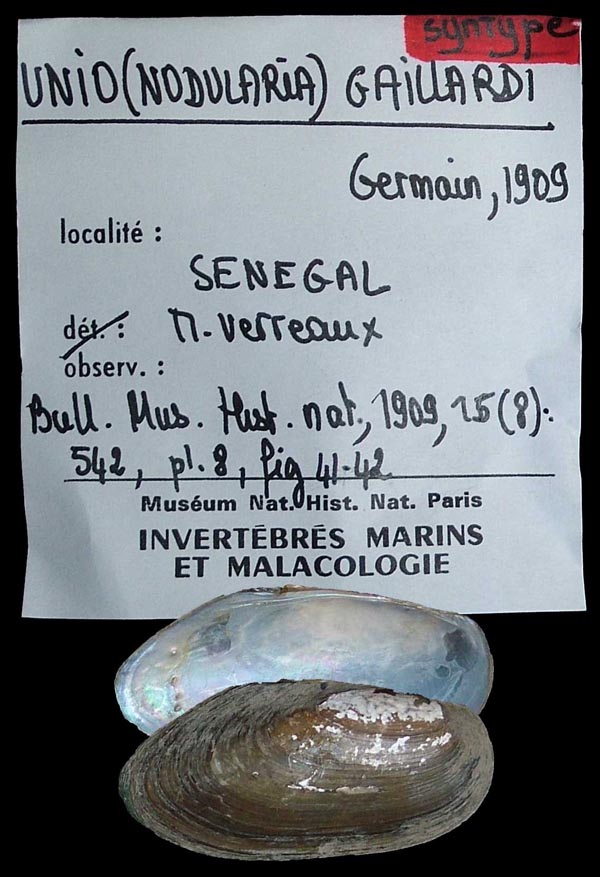 syntype
UNIO (NODULARIA) GAILLARDI
Germain, 1909
localité :
SENEGAL
dét. : M. Verreaux
observ. :
Bull. Mus. Hist. nat., 1909, 15(8):
542, pl. 8, fig 41-42
Muséum Nat. Hist. Nat. Paris
INVERTÉBRÉS MARINS
ET MALACOLOGIE